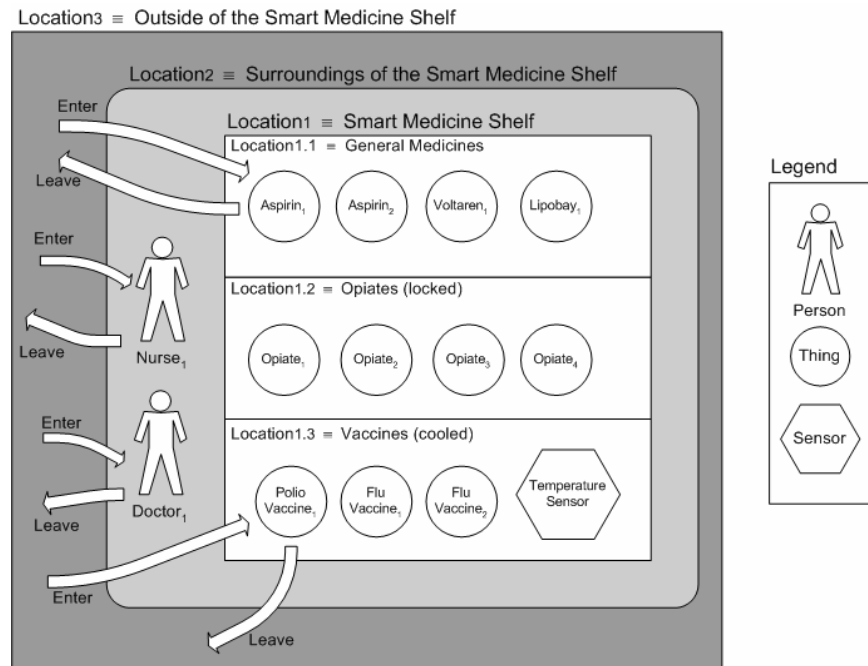 Location3 ≡ Outside of the Smart Medicine Shelf
Location2 ≡ Surroundings of the Smart Medicine Shelf
Enter
Location1 ≡ Smart Medicine Shelf
Location1.1 ≡ General Medicines
Leave
Aspirin1
Aspirin2
Voltaren1
Lipobay1
Enter
Location1.2 ≡ Opiates (locked)
Leave
Nurse1
Opiate1
Opiate2
Opiate3
Opiate4
Enter
Location1.3 ≡ Vaccines (cooled)
Polio
Vaccine1
Flu
Vaccine1
Flu
Vaccine2
Temperature
Sensor
Leave
Doctor1
Enter
Leave
Legend
Person
Thing
Sensor